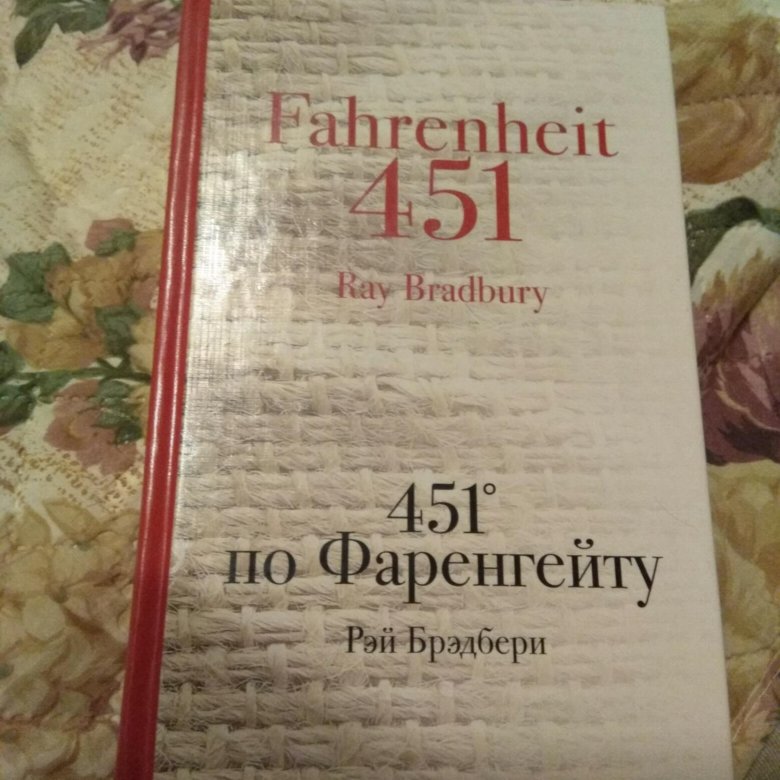 Fahrenheit
451
Ray Bradbury
451°
по Фаренгейту
Рэй Брэдбери